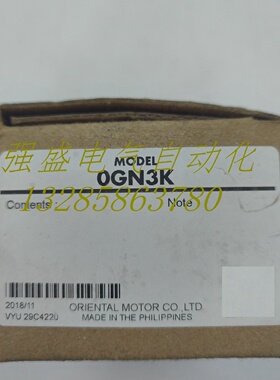 MODEL
强盛电气自动化
0GN3K
13285863780
Contents
Note
2018/11
ORIENTAL MOTOR CO.,LTD.
VYU 29C4220
MADE IN THE PHILIPPINES